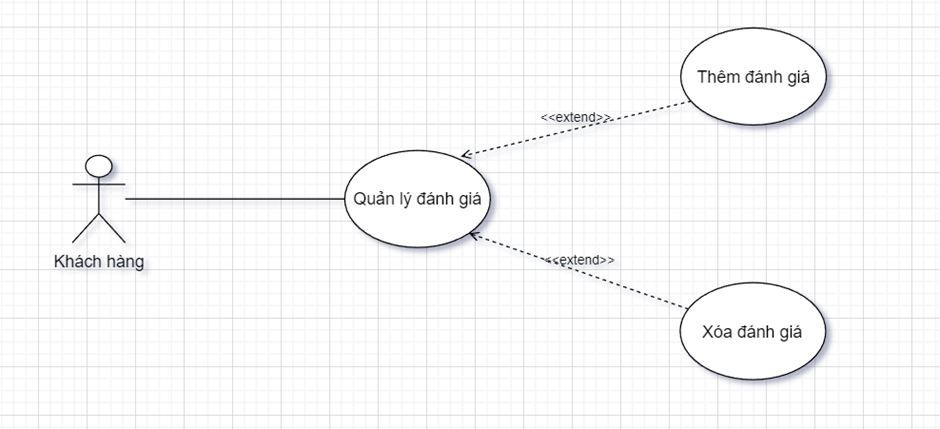 Thêm đánh giá
<<extend>>
Quản lý đánh giá
Khách hàng
<<extend>>
Xóa đánh giá